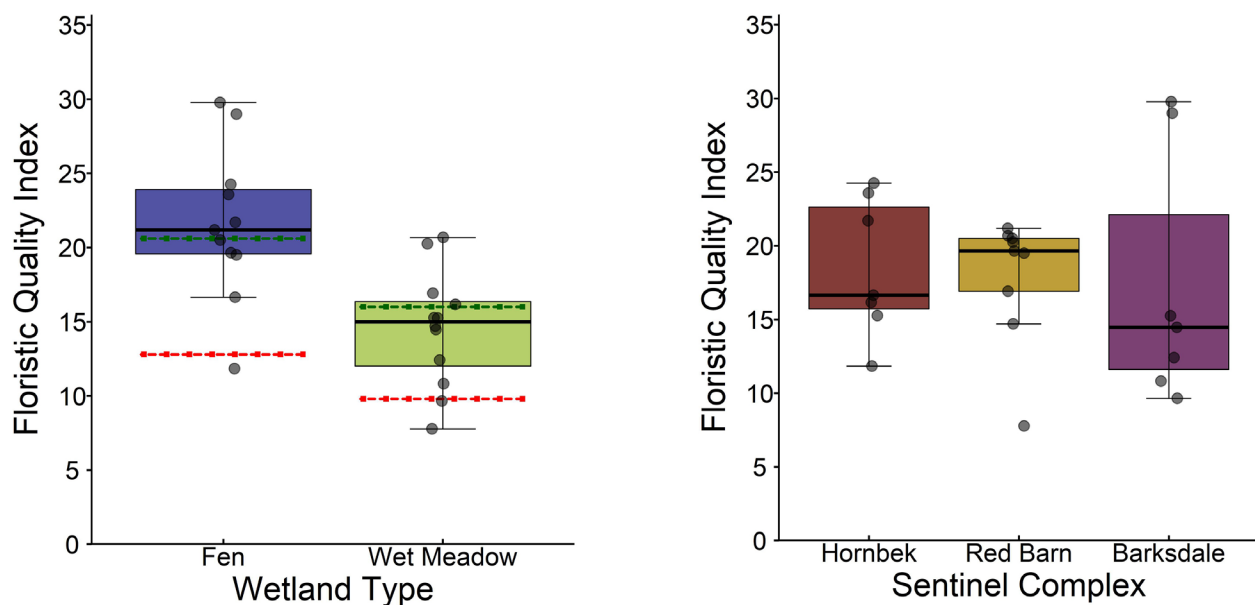 Floristic Quality Index
35
30
25
20
15
10
5
0
Fen
Wet Meadow
Wetland Type
Floristic Quality Index
35
30
25
20
15
10
5
0
Hornbek
Red Barn
Barksdale
Sentinel Complex